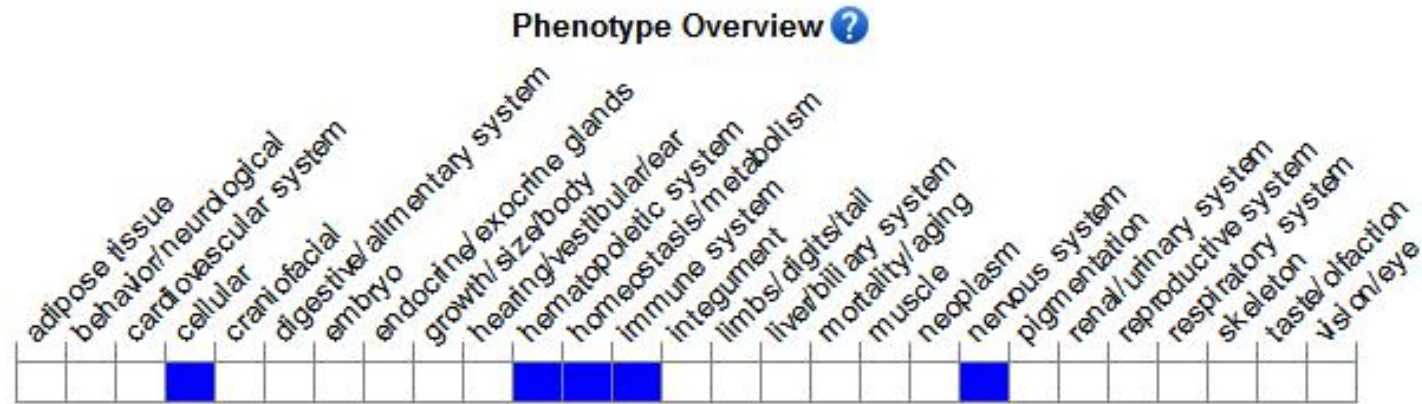 Phenotype Overview ?
adipose tissue
behavior/neurological
cardiovascular system
cellular
craniofacial
digestive/alimentary system
embryo
endocrine/exocrine glands
growth/size/body
hearing/vestibular/ear
hematopoietic system
homeostasis/metabolism
immune system
integument
limbs/digits/tail
liver/biliary system
mortality/aging
muscle
neoplasm
nervous system
pigmentation
renal/urinary system
reproductive system
respiratory system
skeleton
taste/olfaction
vision/eye